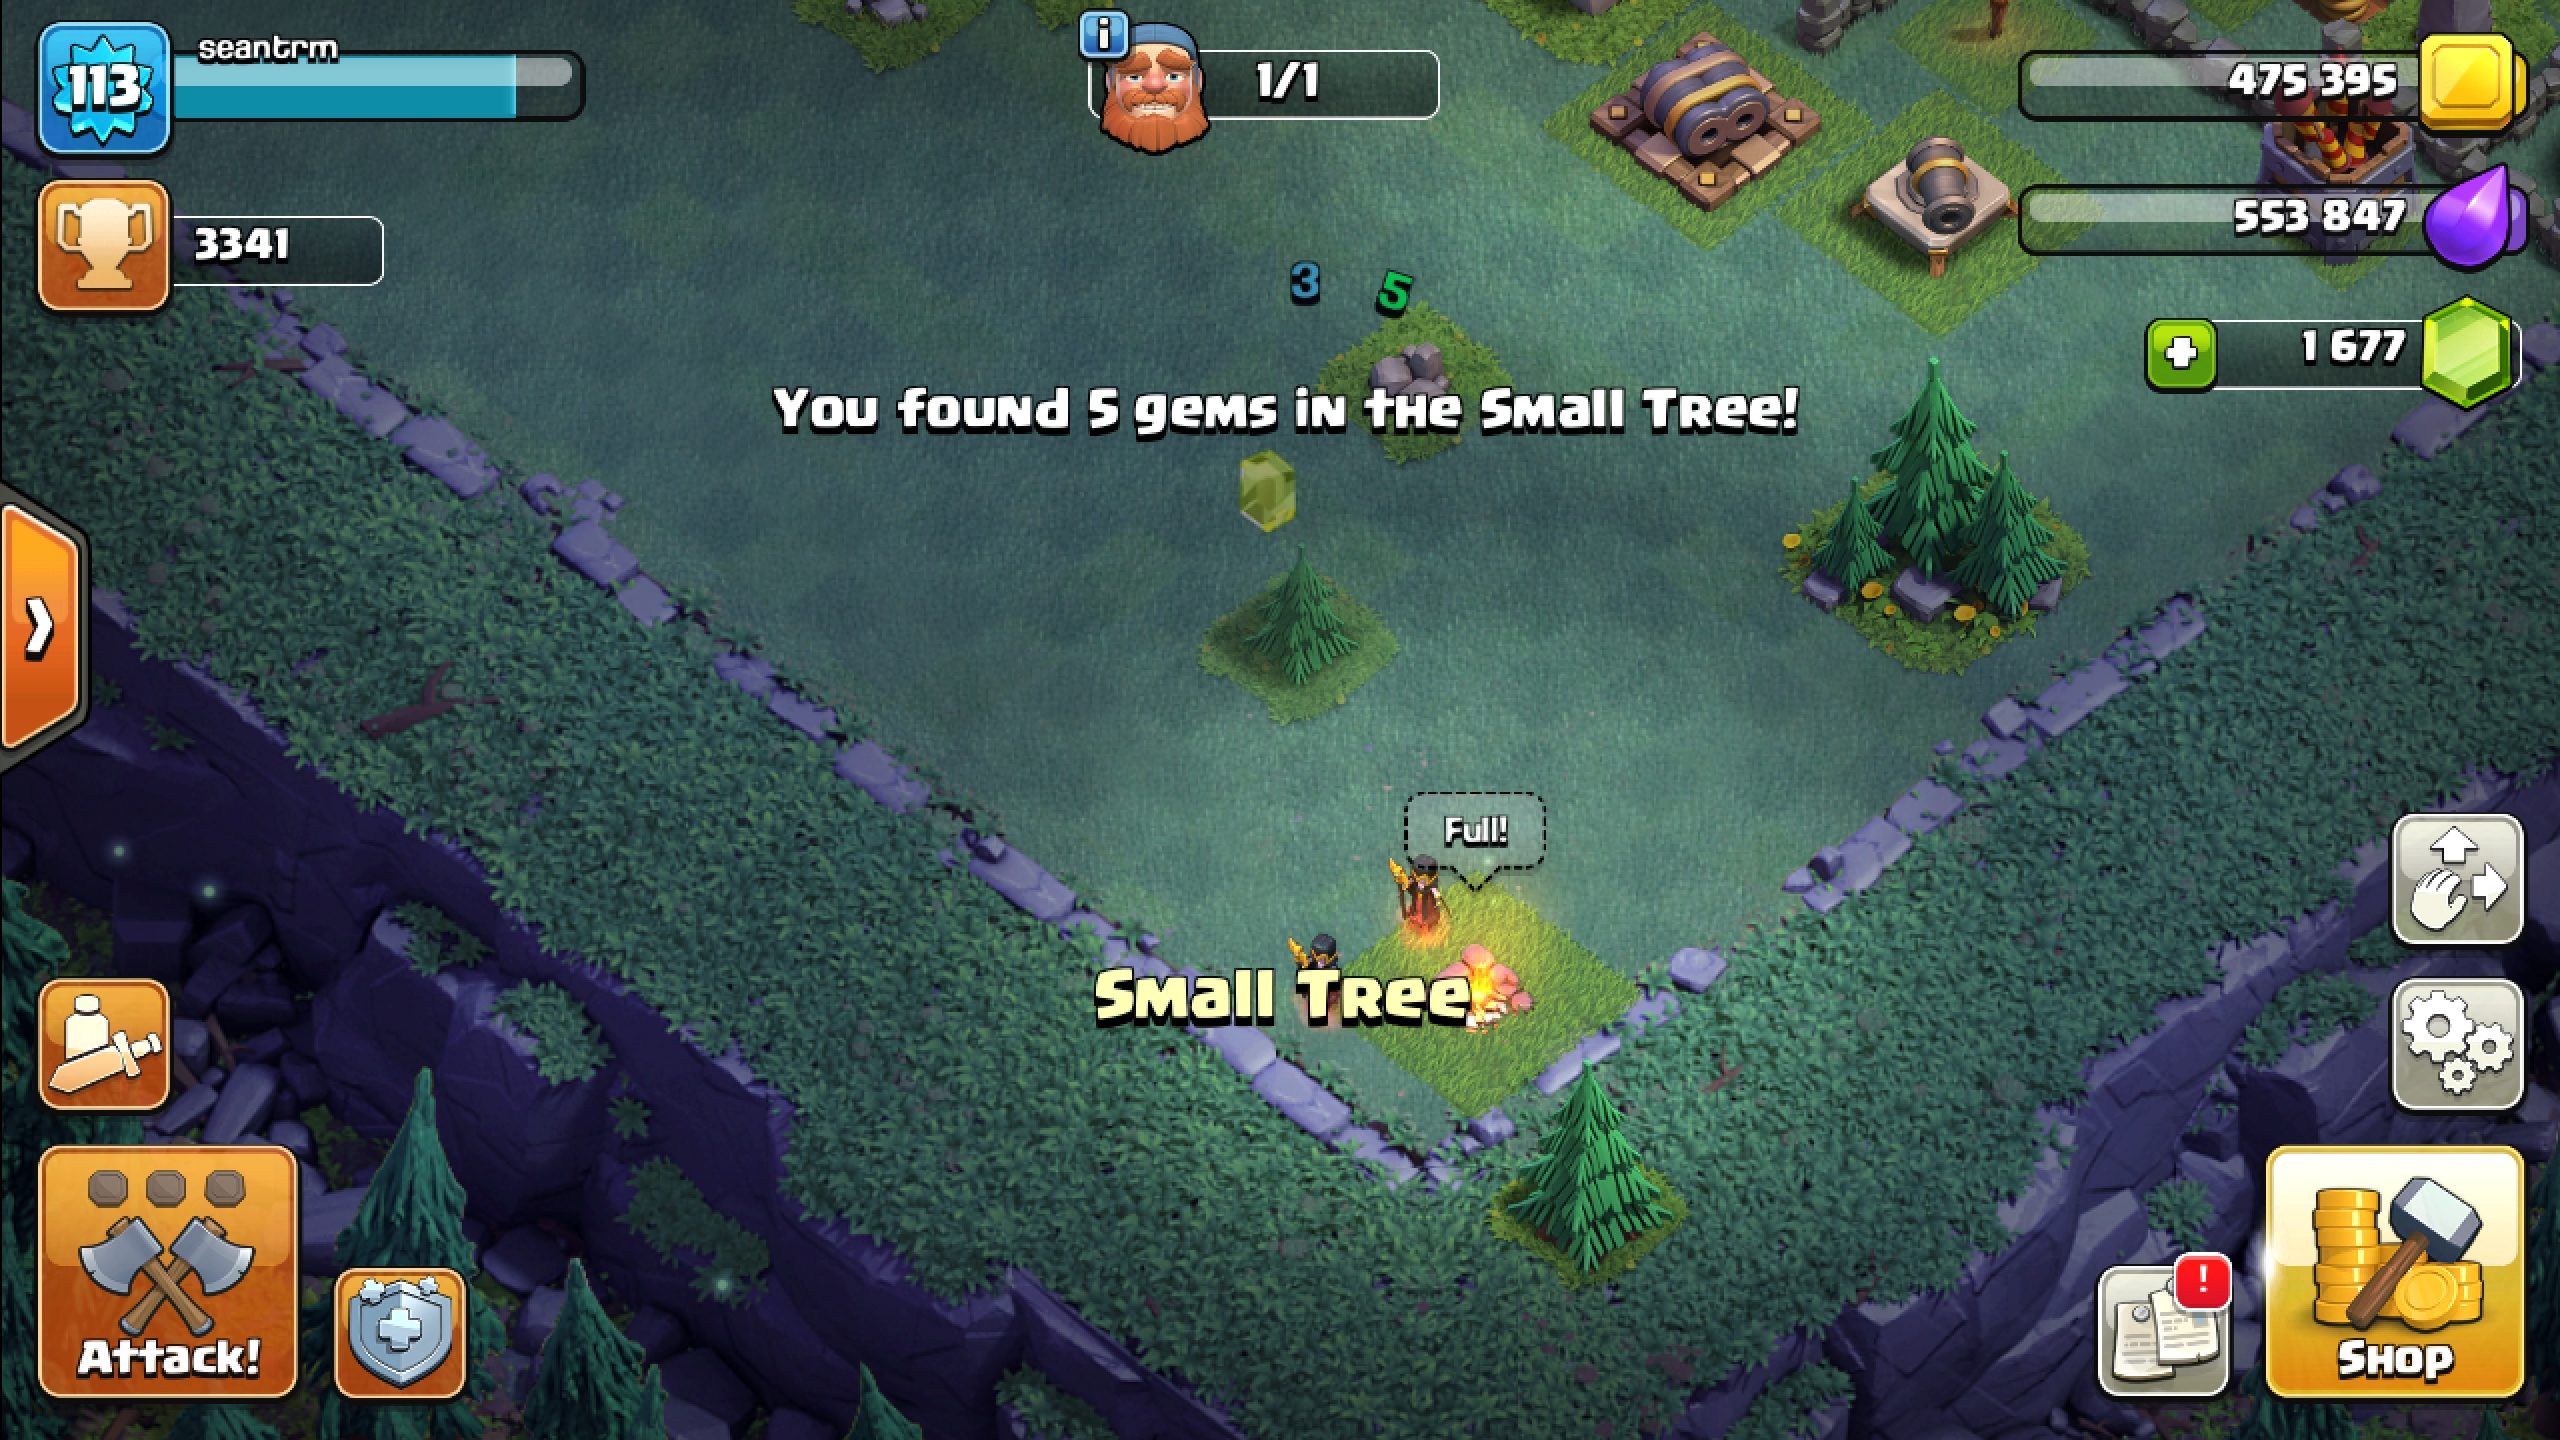 113
seantrm
i
1/1
475 395
3341
553 847
3 5
1 677
You found 5 gems in the Small Tree!
Full!
Small Tree
Attack!
!
Shop